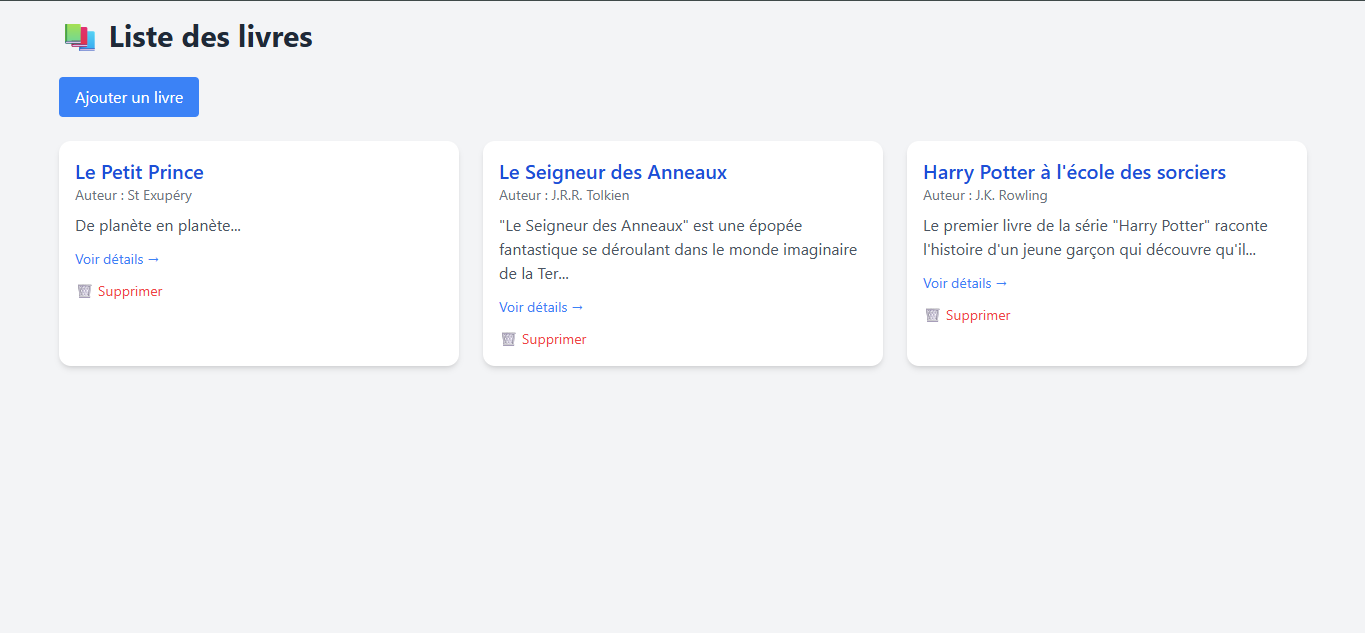 📚 Liste des livres
Ajouter un livre
Le Petit Prince
Auteur : St Exupéry
De planète en planète...
Voir détails →
🗑️ Supprimer
Le Seigneur des Anneaux
Auteur : J.R.R. Tolkien
"Le Seigneur des Anneaux" est une épopée
fantastique se déroulant dans le monde imaginaire
de la Ter...
Voir détails →
🗑️ Supprimer
Harry Potter à l'école des sorciers
Auteur : J.K. Rowling
Le premier livre de la série "Harry Potter" raconte
l'histoire d'un jeune garçon qui découvre qu'il...
Voir détails →
🗑️ Supprimer